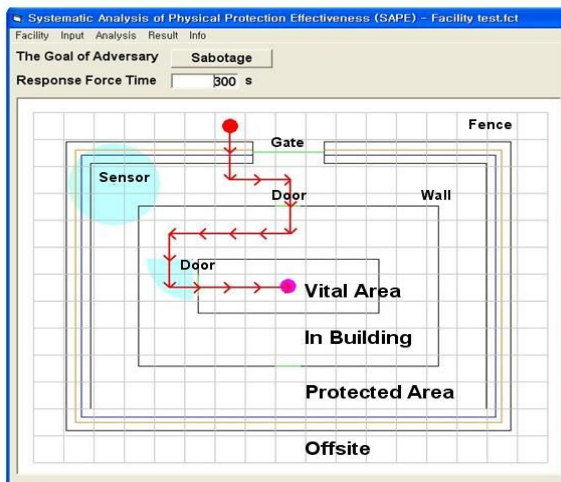 Systematic Analysis of Physical Protection Effectiveness (SAPE) - Facility test.fct
Facility Input Analysis Result Info
The Goal of Adversary Sabotage
Response Force Time 300 s
Fence
Gate
Sensor
Door Wall
Door
Vital Area
In Building
Protected Area
Offsite